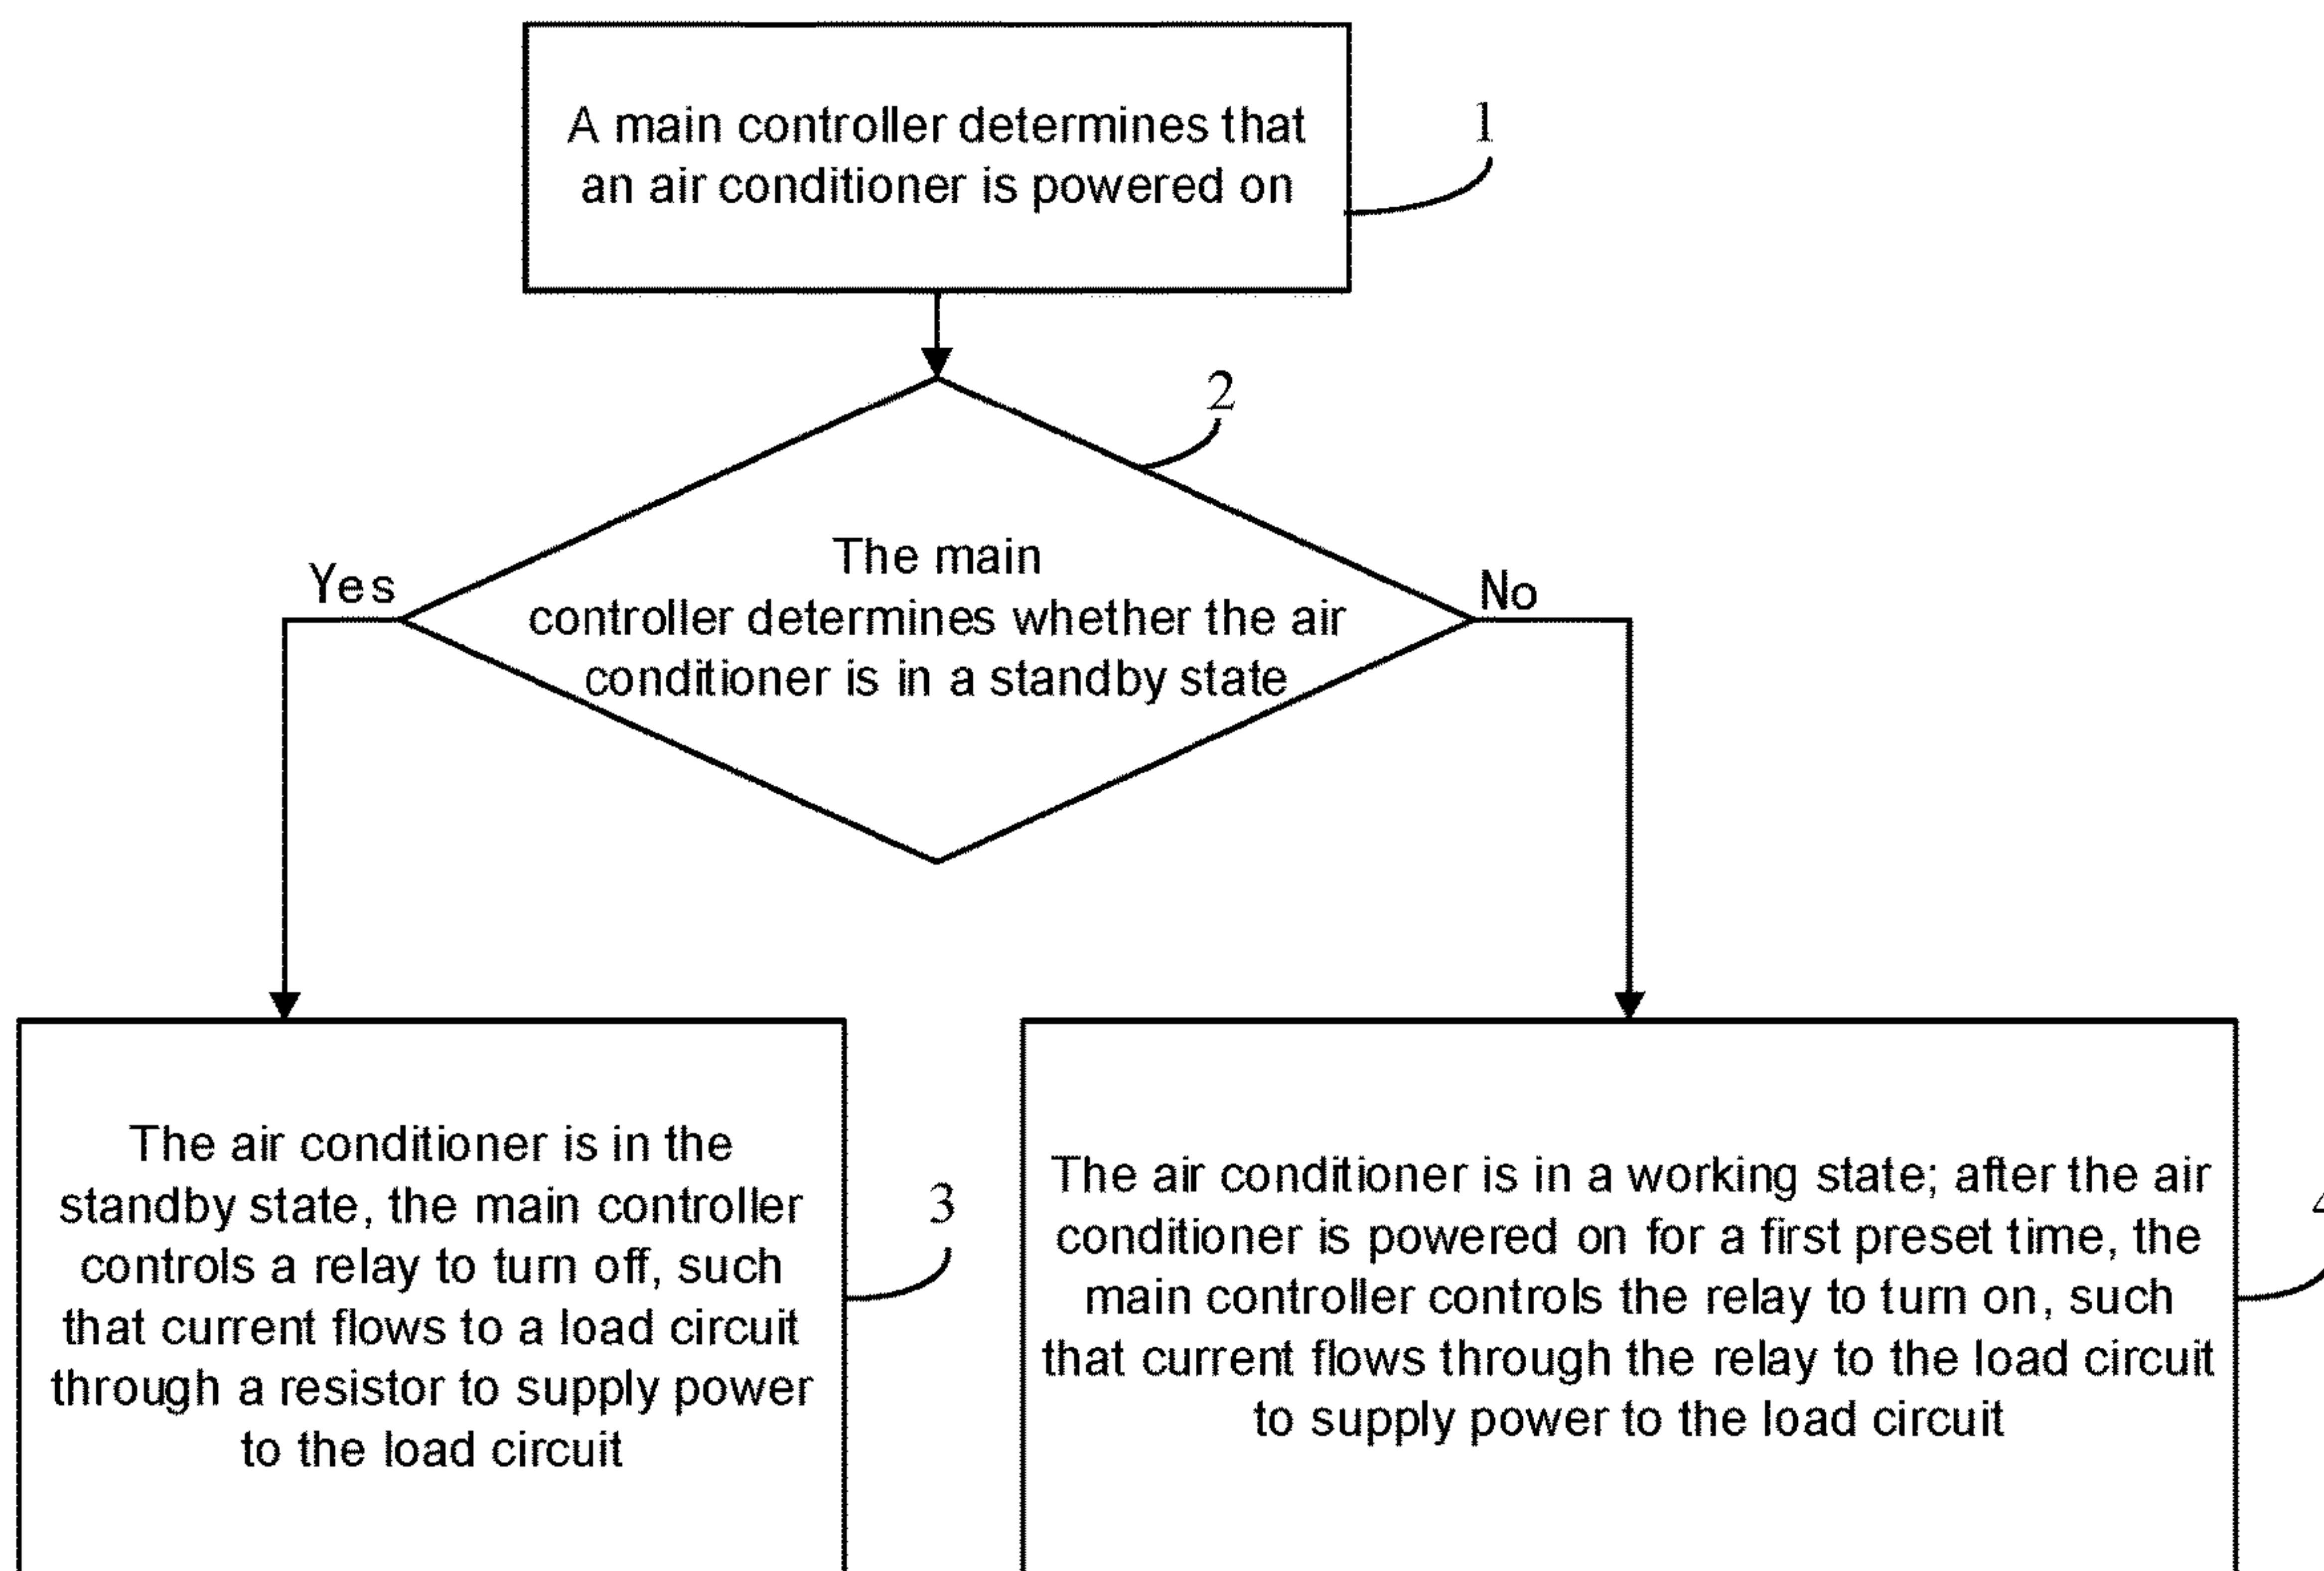 A main controller determines that
an air conditioner is powered on
1
2
The main
controller determines whether the air
conditioner is in a standby state
Yes
No
The air conditioner is in the
standby state, the main controller
controls a relay to turn off, such
that current flows to a load circuit
through a resistor to supply power
to the load circuit
3
The air conditioner is in a working state; after the air
conditioner is powered on for a first preset time, the
main controller controls the relay to turn on, such
that current flows through the relay to the load circuit
to supply power to the load circuit
4